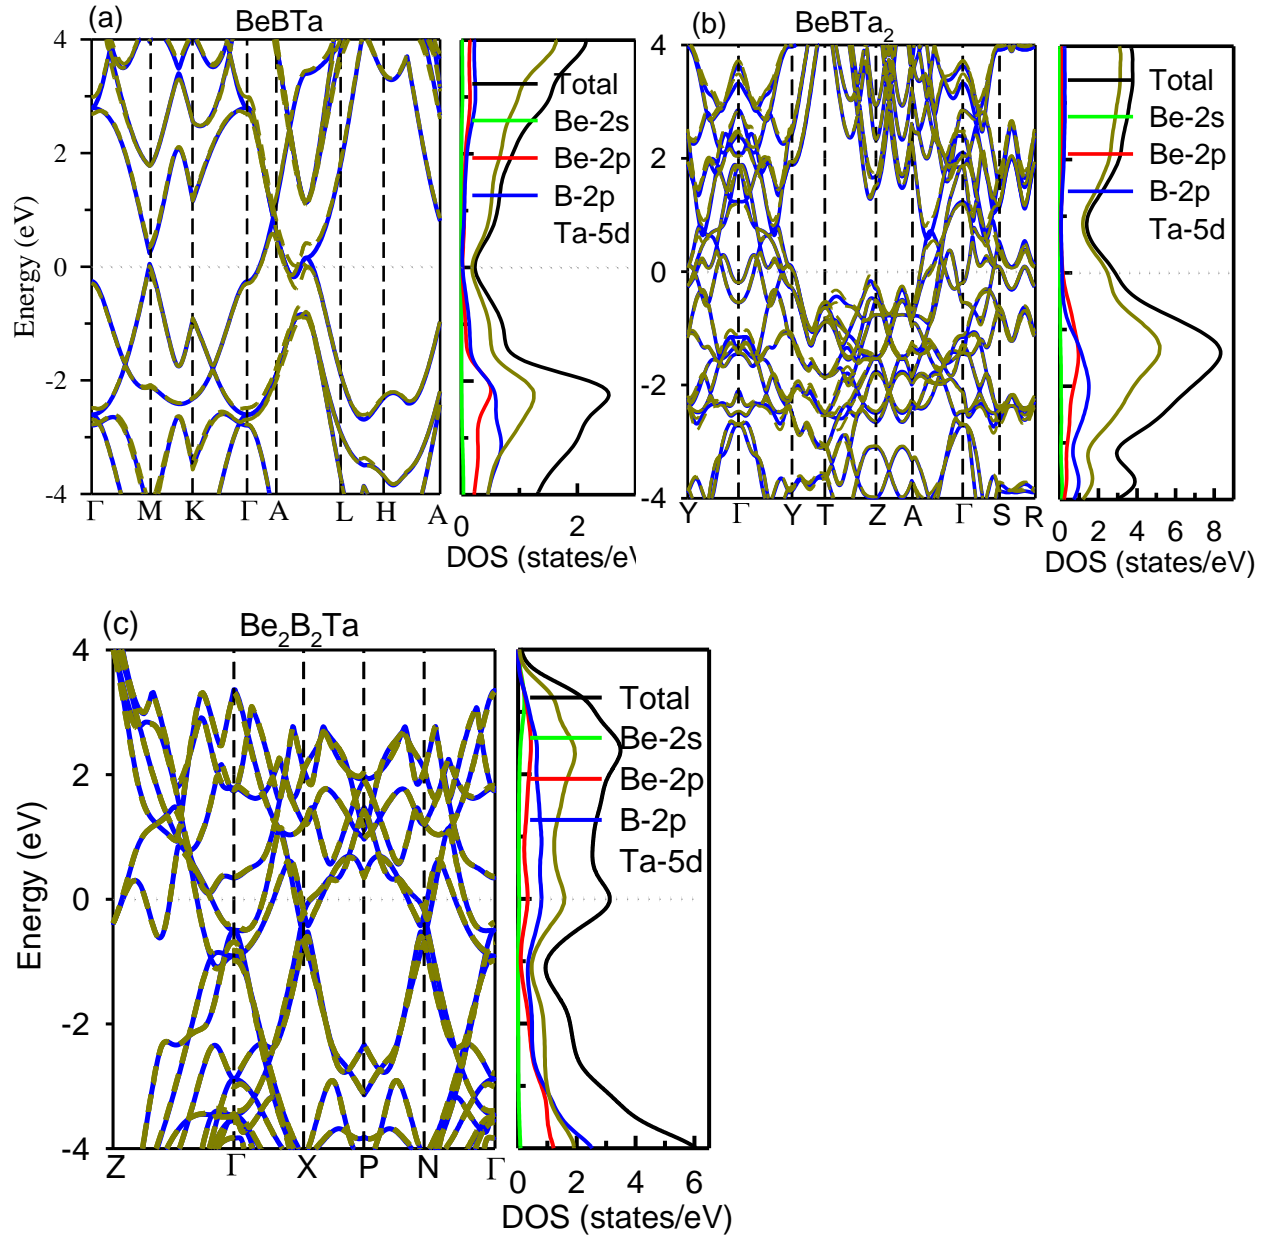 (a) BeBTa
4
2
0
-2
-4
Energy (eV)
Γ M K Γ A L H A
Total
Be-2s
Be-2p
B-2p
Ta-5d
0 2
DOS (states/eV)
(b) BeBTa₂
4
2
0
-2
-4
Y Γ Y T Z A Γ S R
Total
Be-2s
Be-2p
B-2p
Ta-5d
0 2 4 6 8
DOS (states/eV)
(c) Be₂B₂Ta
4
2
0
-2
-4
Energy (eV)
Z Γ X P N Γ
Total
Be-2s
Be-2p
B-2p
Ta-5d
0 2 4 6
DOS (states/eV)